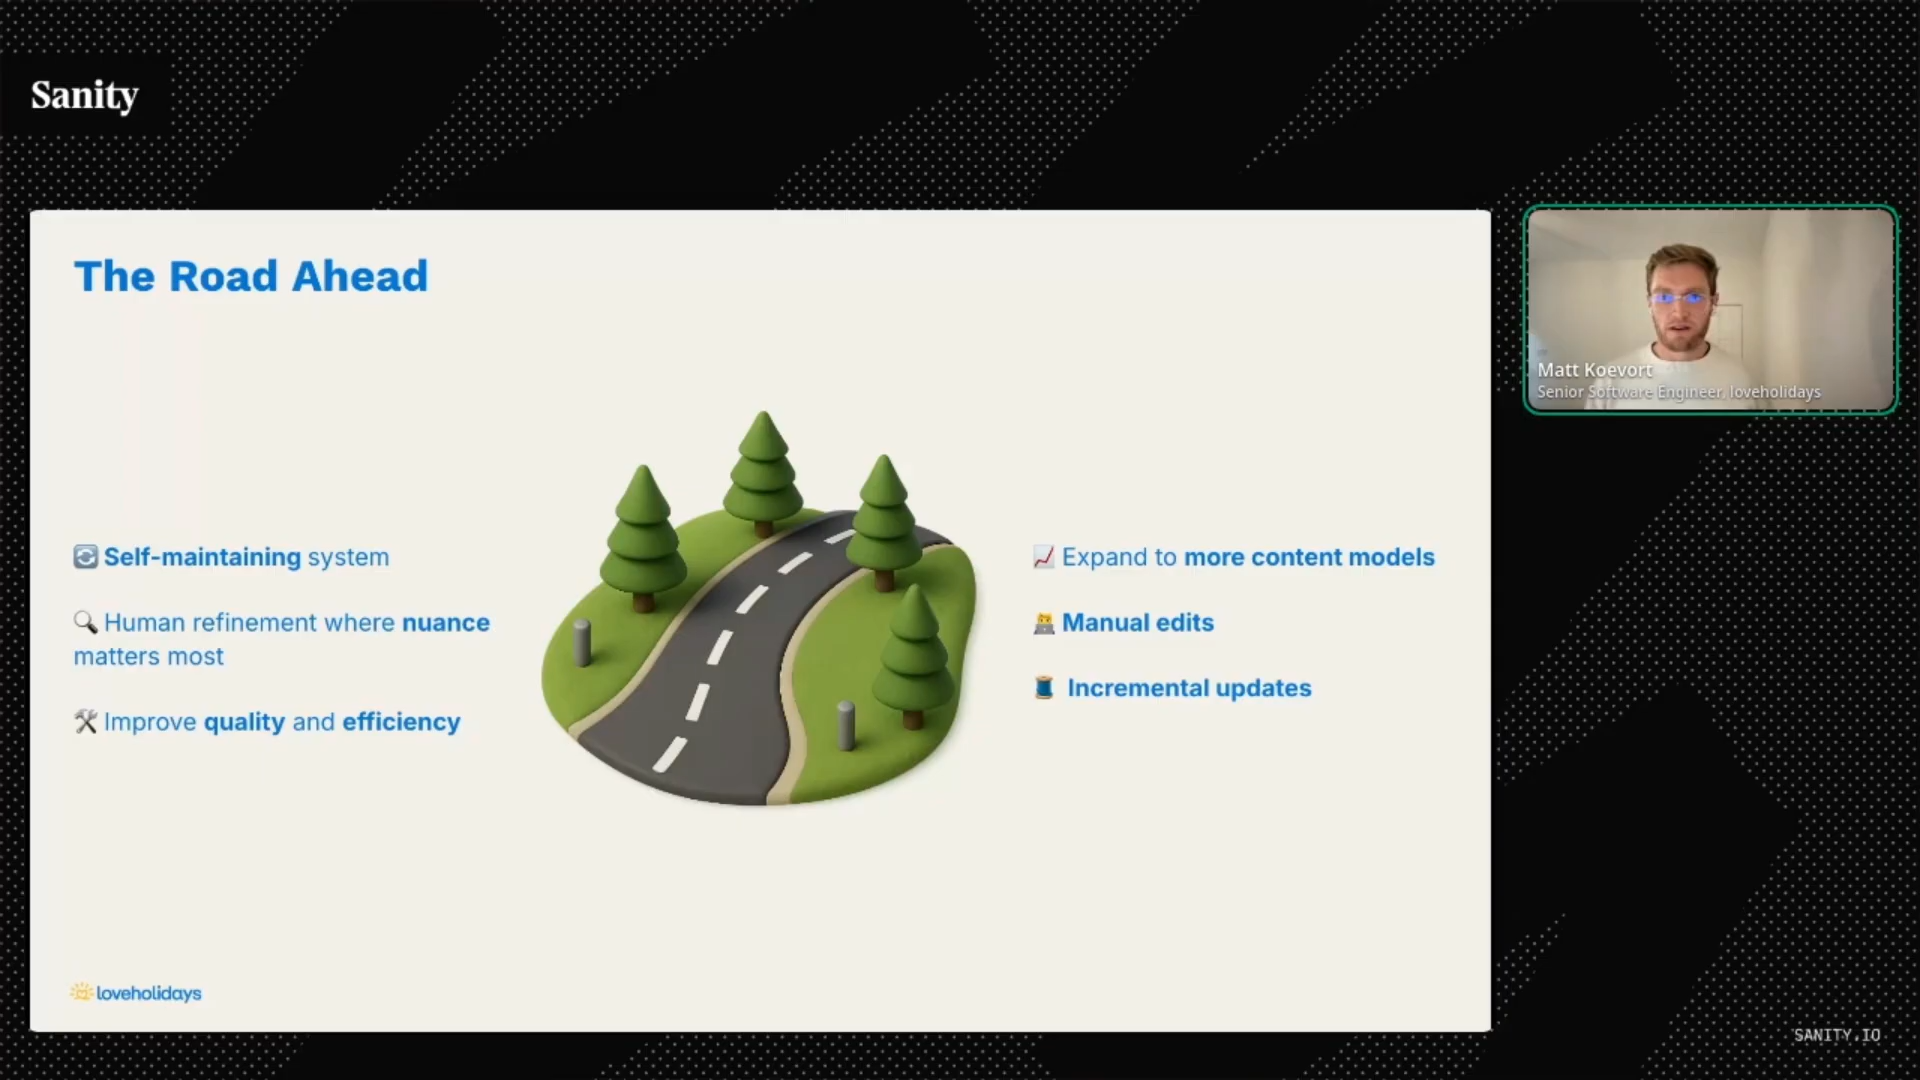 Sanity
The Road Ahead
Self-maintaining system
Human refinement where nuance
matters most
Improve quality and efficiency
Expand to more content models
Manual edits
Incremental updates
loveholidays
Matt Koevort
Senior Software Engineer, loveholidays
SANITY.IO